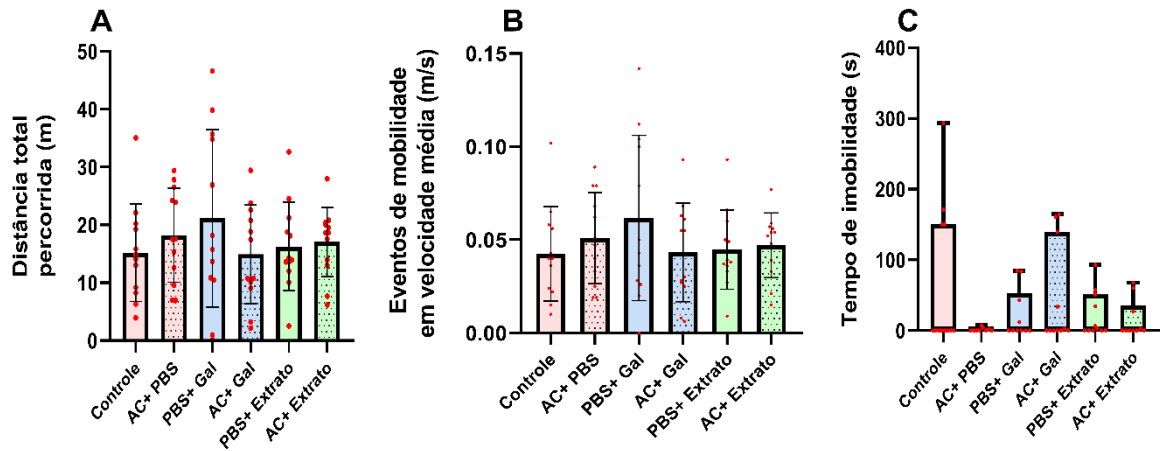 A
Distância total
percorrida (m)
50
40
30
20
10
0
Controle
AC+ PBS
PBS+ Gal
AC+ Gal
PBS+ Extrato
AC+ Extrato
B
Eventos de mobilidade
em velocidade média (m/s)
0.15
0.10
0.05
0.00
Controle
AC+ PBS
PBS+ Gal
AC+ Gal
PBS+ Extrato
AC+ Extrato
C
Tempo de imobilidade (s)
400
300
200
100
0
Controle
AC+ PBS
PBS+ Gal
AC+ Gal
PBS+ Extrato
AC+ Extrato